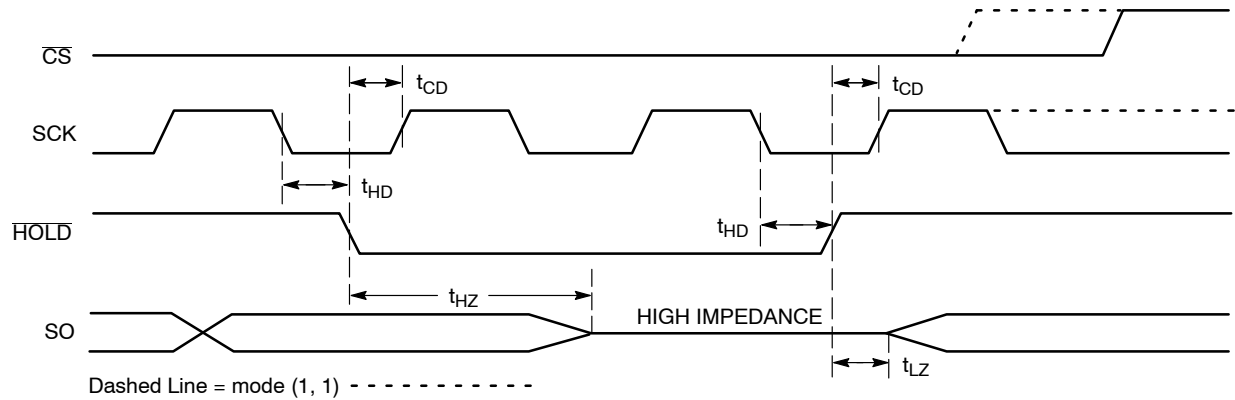 CS
tCD
tCD
SCK
tHD
HOLD
tHD
tHZ
HIGH IMPEDANCE
SO
tLZ
Dashed Line = mode (1, 1)